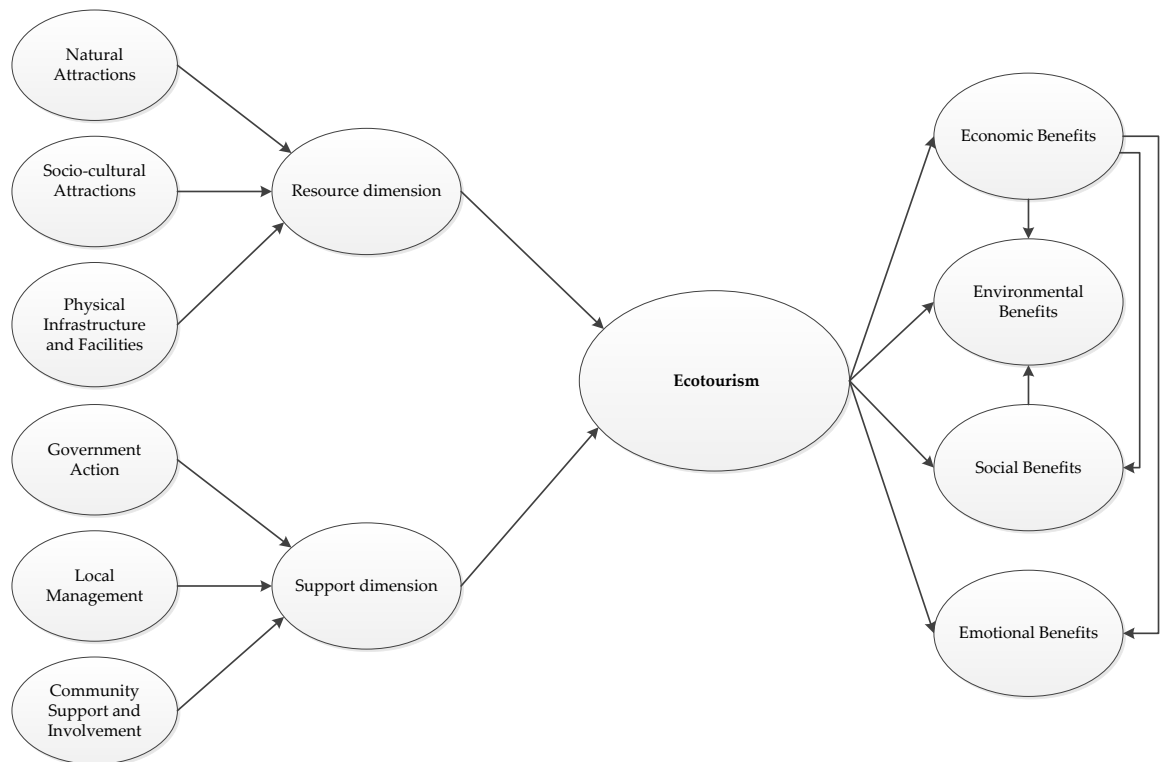 Natural
Attractions
Socio-cultural
Attractions
Physical
Infrastructure
and Facilities
Government
Action
Local
Management
Community
Support and
Involvement
Resource dimension
Support dimension
Ecotourism
Economic Benefits
Environmental
Benefits
Social Benefits
Emotional Benefits